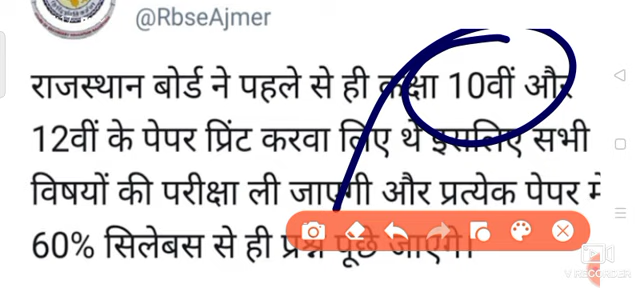 @RbseAjmer
राजस्थान बोर्ड ने पहले से ही कक्षा 10वीं और
12वीं के पेपर प्रिंट करवा लिए थे इसलिए सभी
विषयों की परीक्षा ली जाएगी और प्रत्येक पेपर में
60% सिलेबस से ही प्रश्न पूछे जाएंगे।
V RECORDER